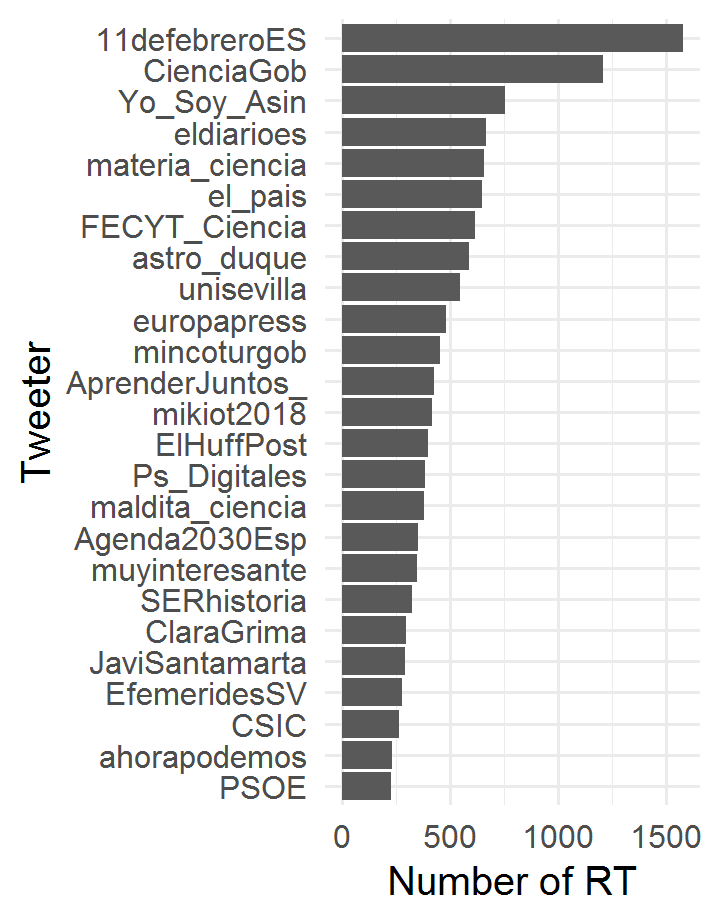 11defebreroES
CienciaGob
Yo_Soy_Asin
eldiarioes
materia_ciencia
el_pais
FECYT_Ciencia
astro_duque
unisevilla
europapress
mincoturgob
AprenderJuntos_
mikiot2018
ElHuffPost
Ps_Digitales
maldita_ciencia
Agenda2030Esp
muyinteresante
SERhistoria
ClaraGrima
JaviSantamarta
EfemeridesSV
CSIC
ahorapodemos
PSOE
Tweeter
0 500 1000 1500
Number of RT